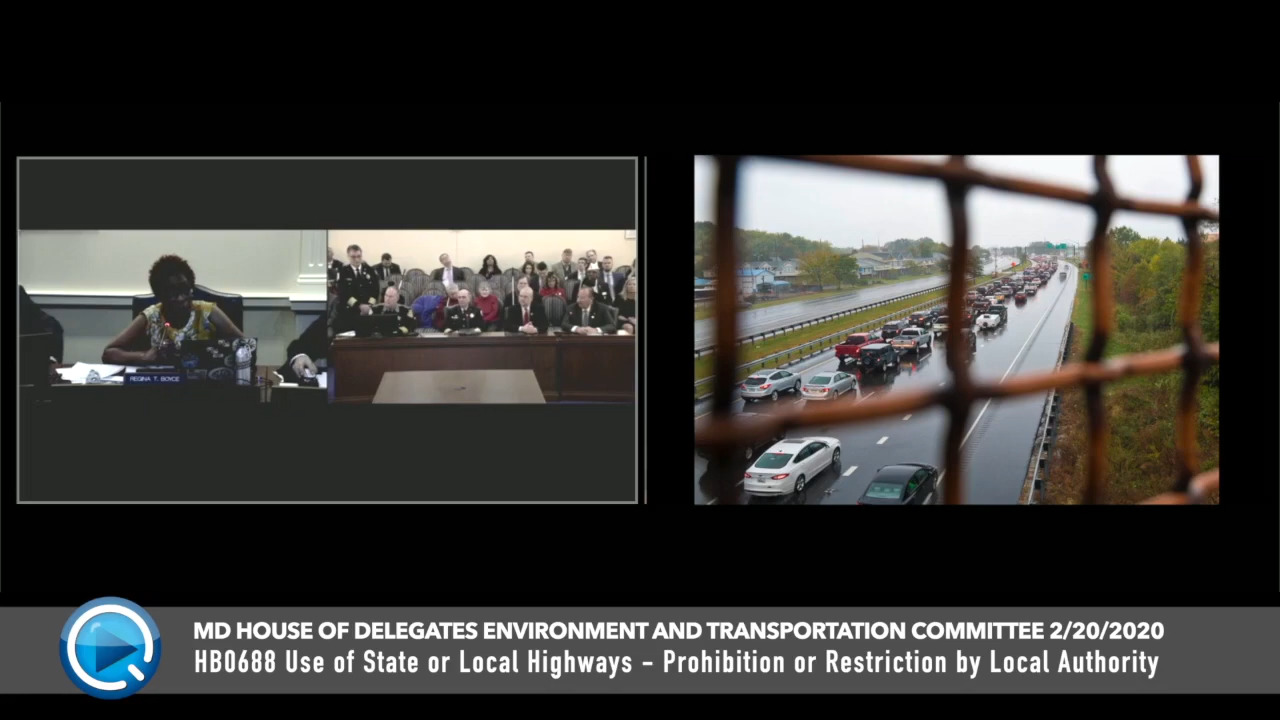 REGINA T. BOYCE
MD HOUSE OF DELEGATES ENVIRONMENT AND TRANSPORTATION COMMITTEE 2/20/2020
HB0688 Use of State or Local Highways - Prohibition or Restriction by Local Authority